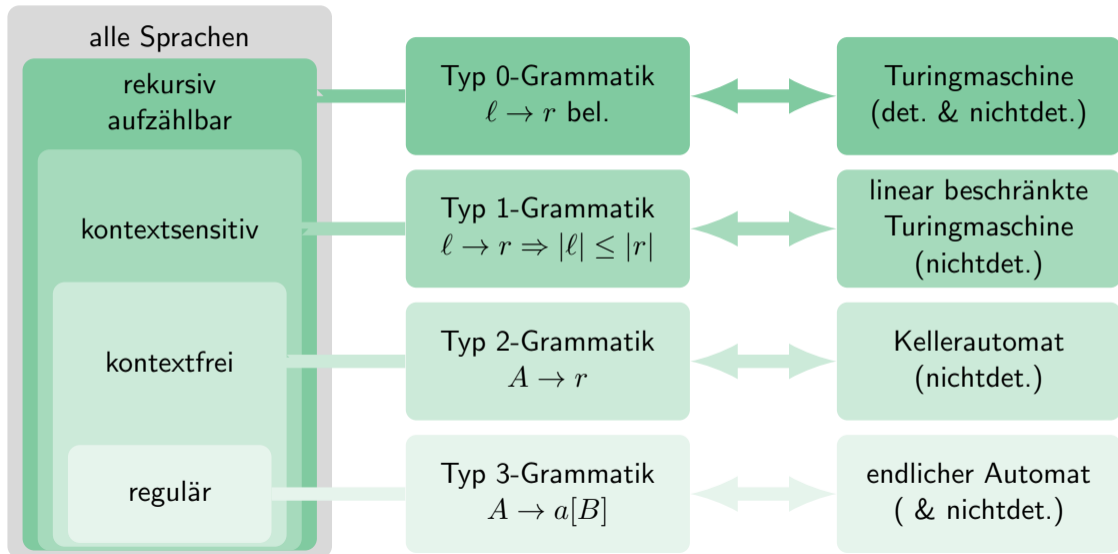 alle Sprachen
rekursiv
aufzählbar
Typ 0-Grammatik
ℓ → r bel.
Turingmaschine
(det. & nichtdet.)
kontextsensitiv
Typ 1-Grammatik
ℓ → r ⇒ |ℓ| ≤ |r|
linear beschränkte
Turingmaschine
(nichtdet.)
kontextfrei
Typ 2-Grammatik
A → r
Kellerautomat
(nichtdet.)
regulär
Typ 3-Grammatik
A → a[B]
endlicher Automat
( & nichtdet.)